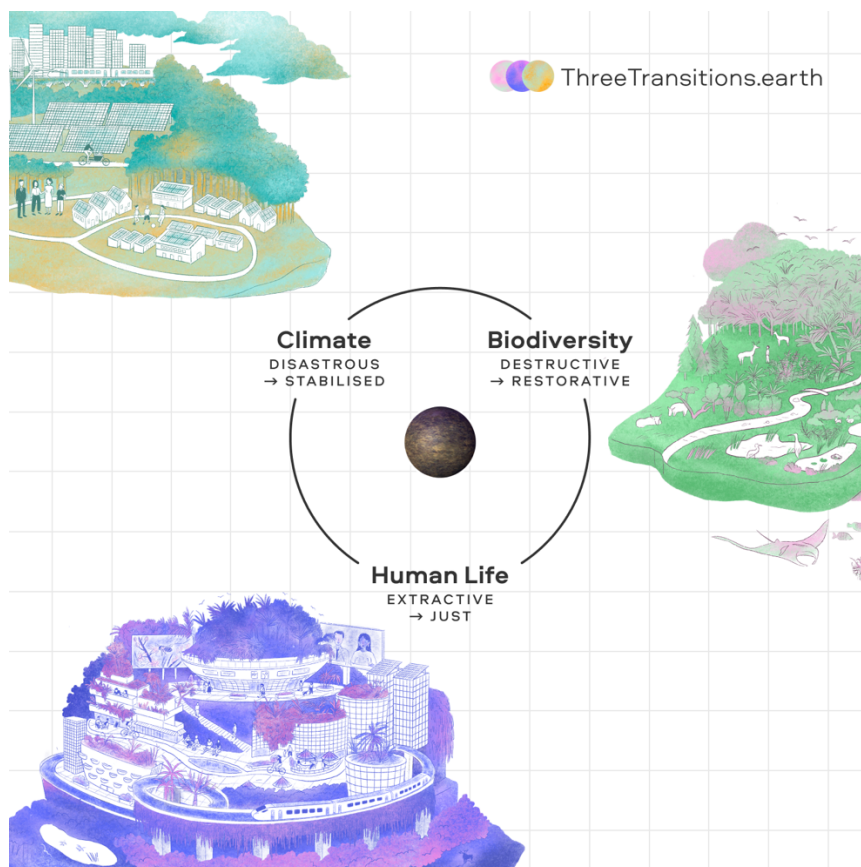 ThreeTransitions.earth
Climate
DISASTROUS
→ STABILISED
Biodiversity
DESTRUCTIVE
→ RESTORATIVE
Human Life
EXTRACTIVE
→ JUST